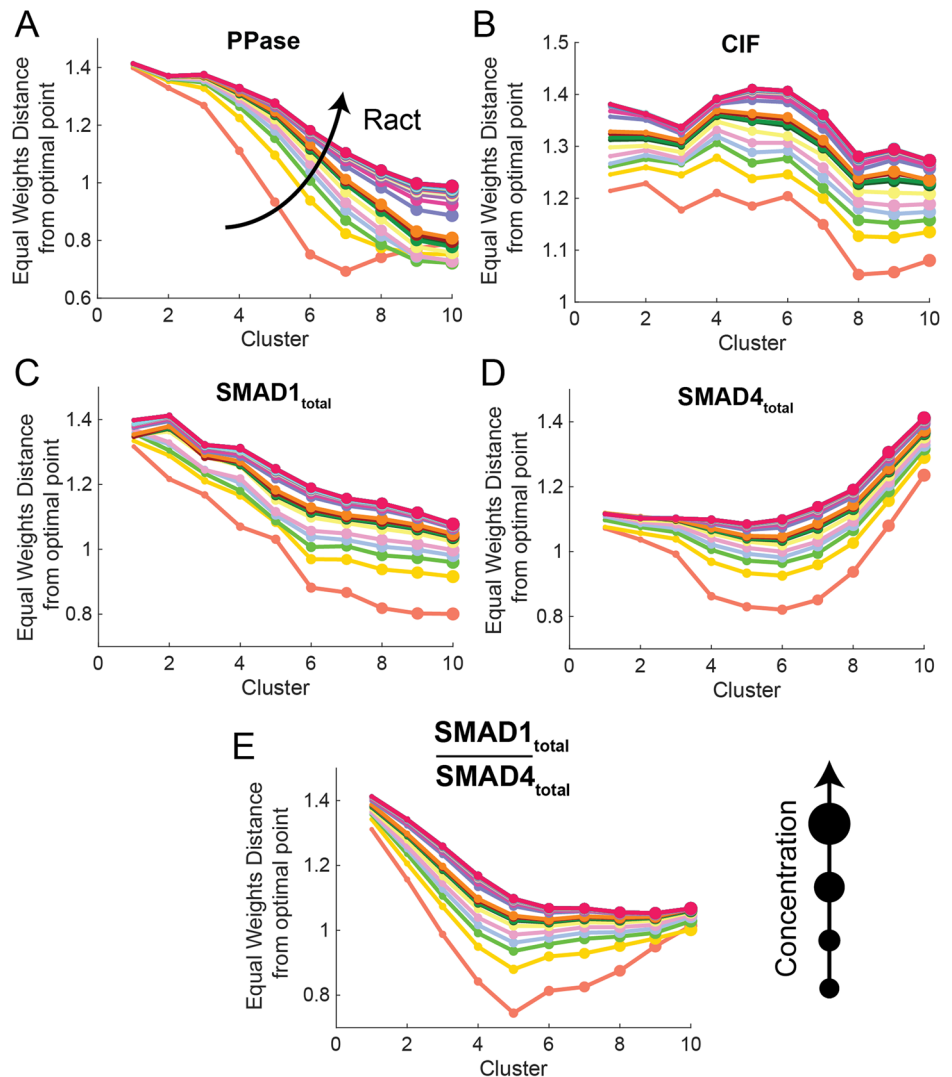 A
PPase
Equal Weights Distance
from optimal point
1.4
1.2
1
0.8
0.6
0
2
4
6
8
10
Cluster
Ract
B
CIF
Equal Weights Distance
from optimal point
1.5
1.4
1.3
1.2
1.1
1
0
2
4
6
8
10
Cluster
C
SMAD1total
Equal Weights Distance
from optimal point
1.4
1.2
1
0.8
0
2
4
6
8
10
Cluster
D
SMAD4total
Equal Weights Distance
from optimal point
1.4
1.2
1
0.8
0
2
4
6
8
10
Cluster
E
SMAD1total
SMAD4total
Equal Weights Distance
from optimal point
1.4
1.2
1
0.8
0
2
4
6
8
10
Cluster
Concentration